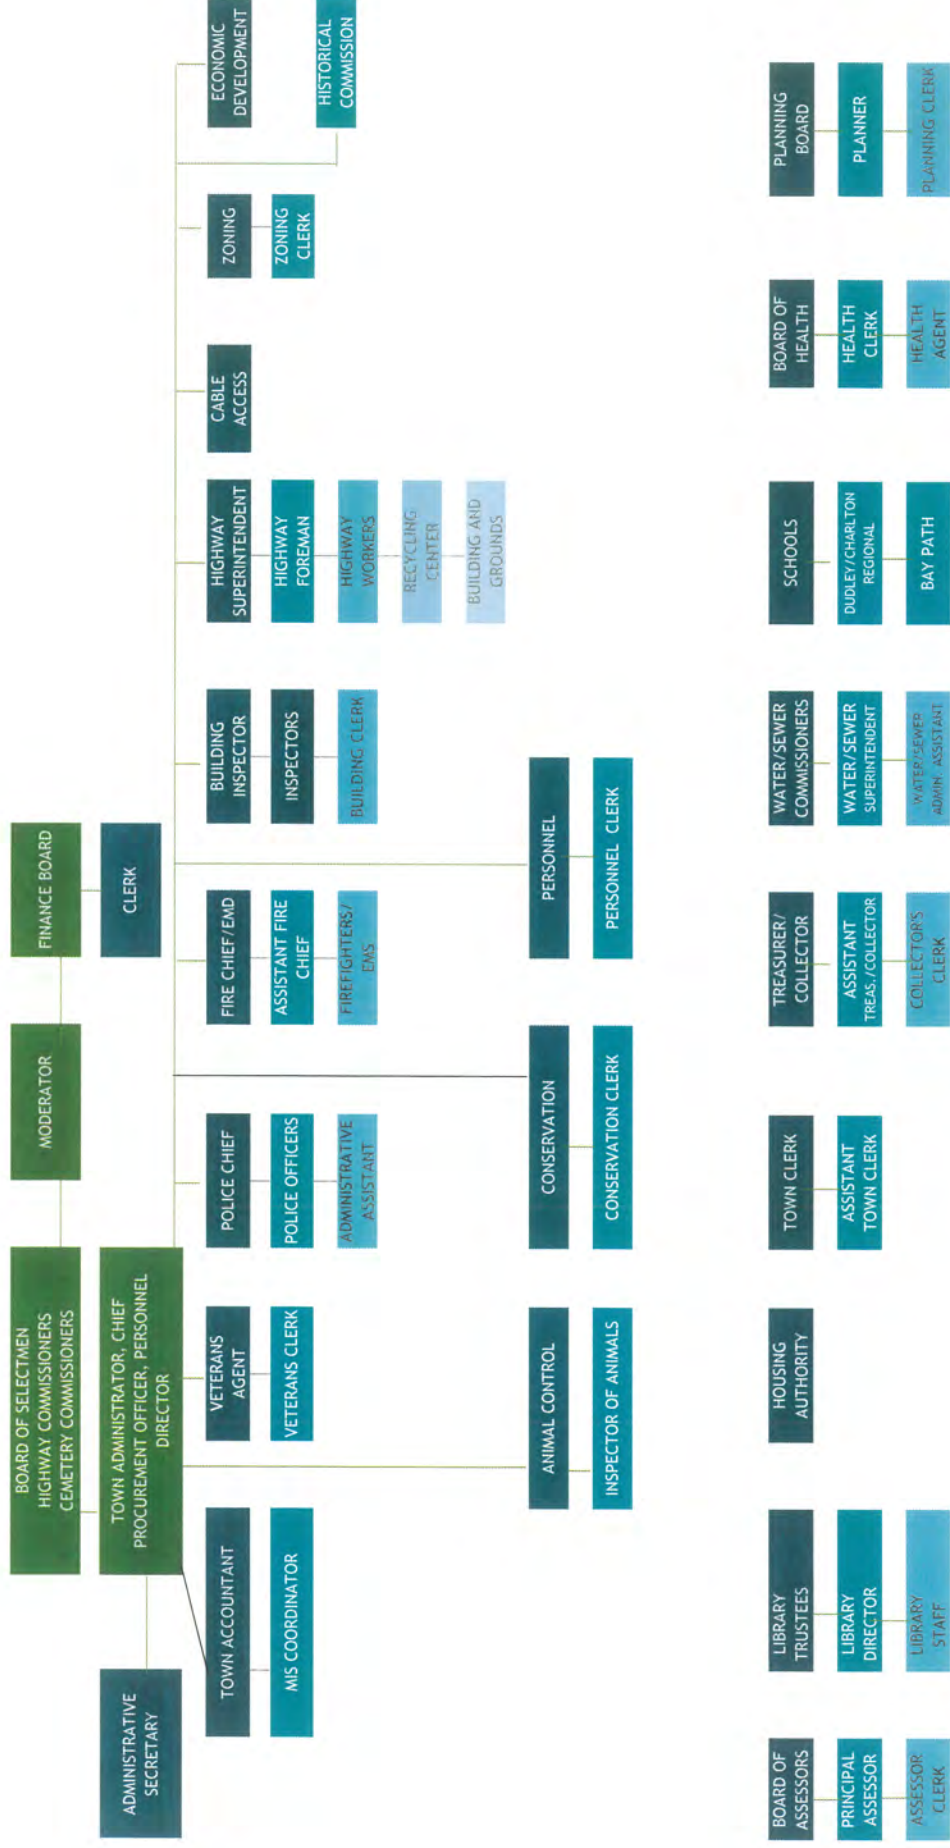 BOARD OF SELECTMEN
HIGHWAY COMMISSIONERS
CEMETERY COMMISSIONERS
MODERATOR
FINANCE BOARD
ADMINISTRATIVE
SECRETARY
TOWN ADMINISTRATOR, CHIEF
PROCUREMENT OFFICER, PERSONNEL
DIRECTOR
CLERK
TOWN ACCOUNTANT
MIS COORDINATOR
VETERANS
AGENT
VETERANS CLERK
POLICE CHIEF
POLICE OFFICERS
ADMINISTRATIVE
ASSISTANT
FIRE CHIEF/EMD
ASSISTANT FIRE
CHIEF
FIREFIGHTERS/
EMS
BUILDING
INSPECTOR
INSPECTORS
BUILDING CLERK
HIGHWAY
SUPERINTENDENT
HIGHWAY
FOREMAN
HIGHWAY
WORKERS
RECYCLING
CENTER
BUILDING AND
GROUNDS
CABLE
ACCESS
ZONING
ZONING
CLERK
ECONOMIC
DEVELOPMENT
HISTORICAL
COMMISSION
ANIMAL CONTROL
INSPECTOR OF ANIMALS
CONSERVATION
CONSERVATION CLERK
PERSONNEL
PERSONNEL CLERK
BOARD OF
ASSESSORS
PRINCIPAL
ASSESSOR
ASSESSOR
CLERK
LIBRARY
TRUSTEES
LIBRARY
DIRECTOR
LIBRARY
STAFF
HOUSING
AUTHORITY
TOWN CLERK
ASSISTANT
TOWN CLERK
TREASURER/
COLLECTOR
ASSISTANT
TREAS./COLLECTOR
COLLECTOR'S
CLERK
WATER/SEWER
COMMISSIONERS
WATER/SEWER
SUPERINTENDENT
WATER/SEWER
ADMIN. ASSISTANT
SCHOOLS
DUDLEY/CHARLTON
REGIONAL
BAY PATH
BOARD OF
HEALTH
HEALTH
CLERK
HEALTH
AGENT
PLANNING
BOARD
PLANNER
PLANNING CLERK